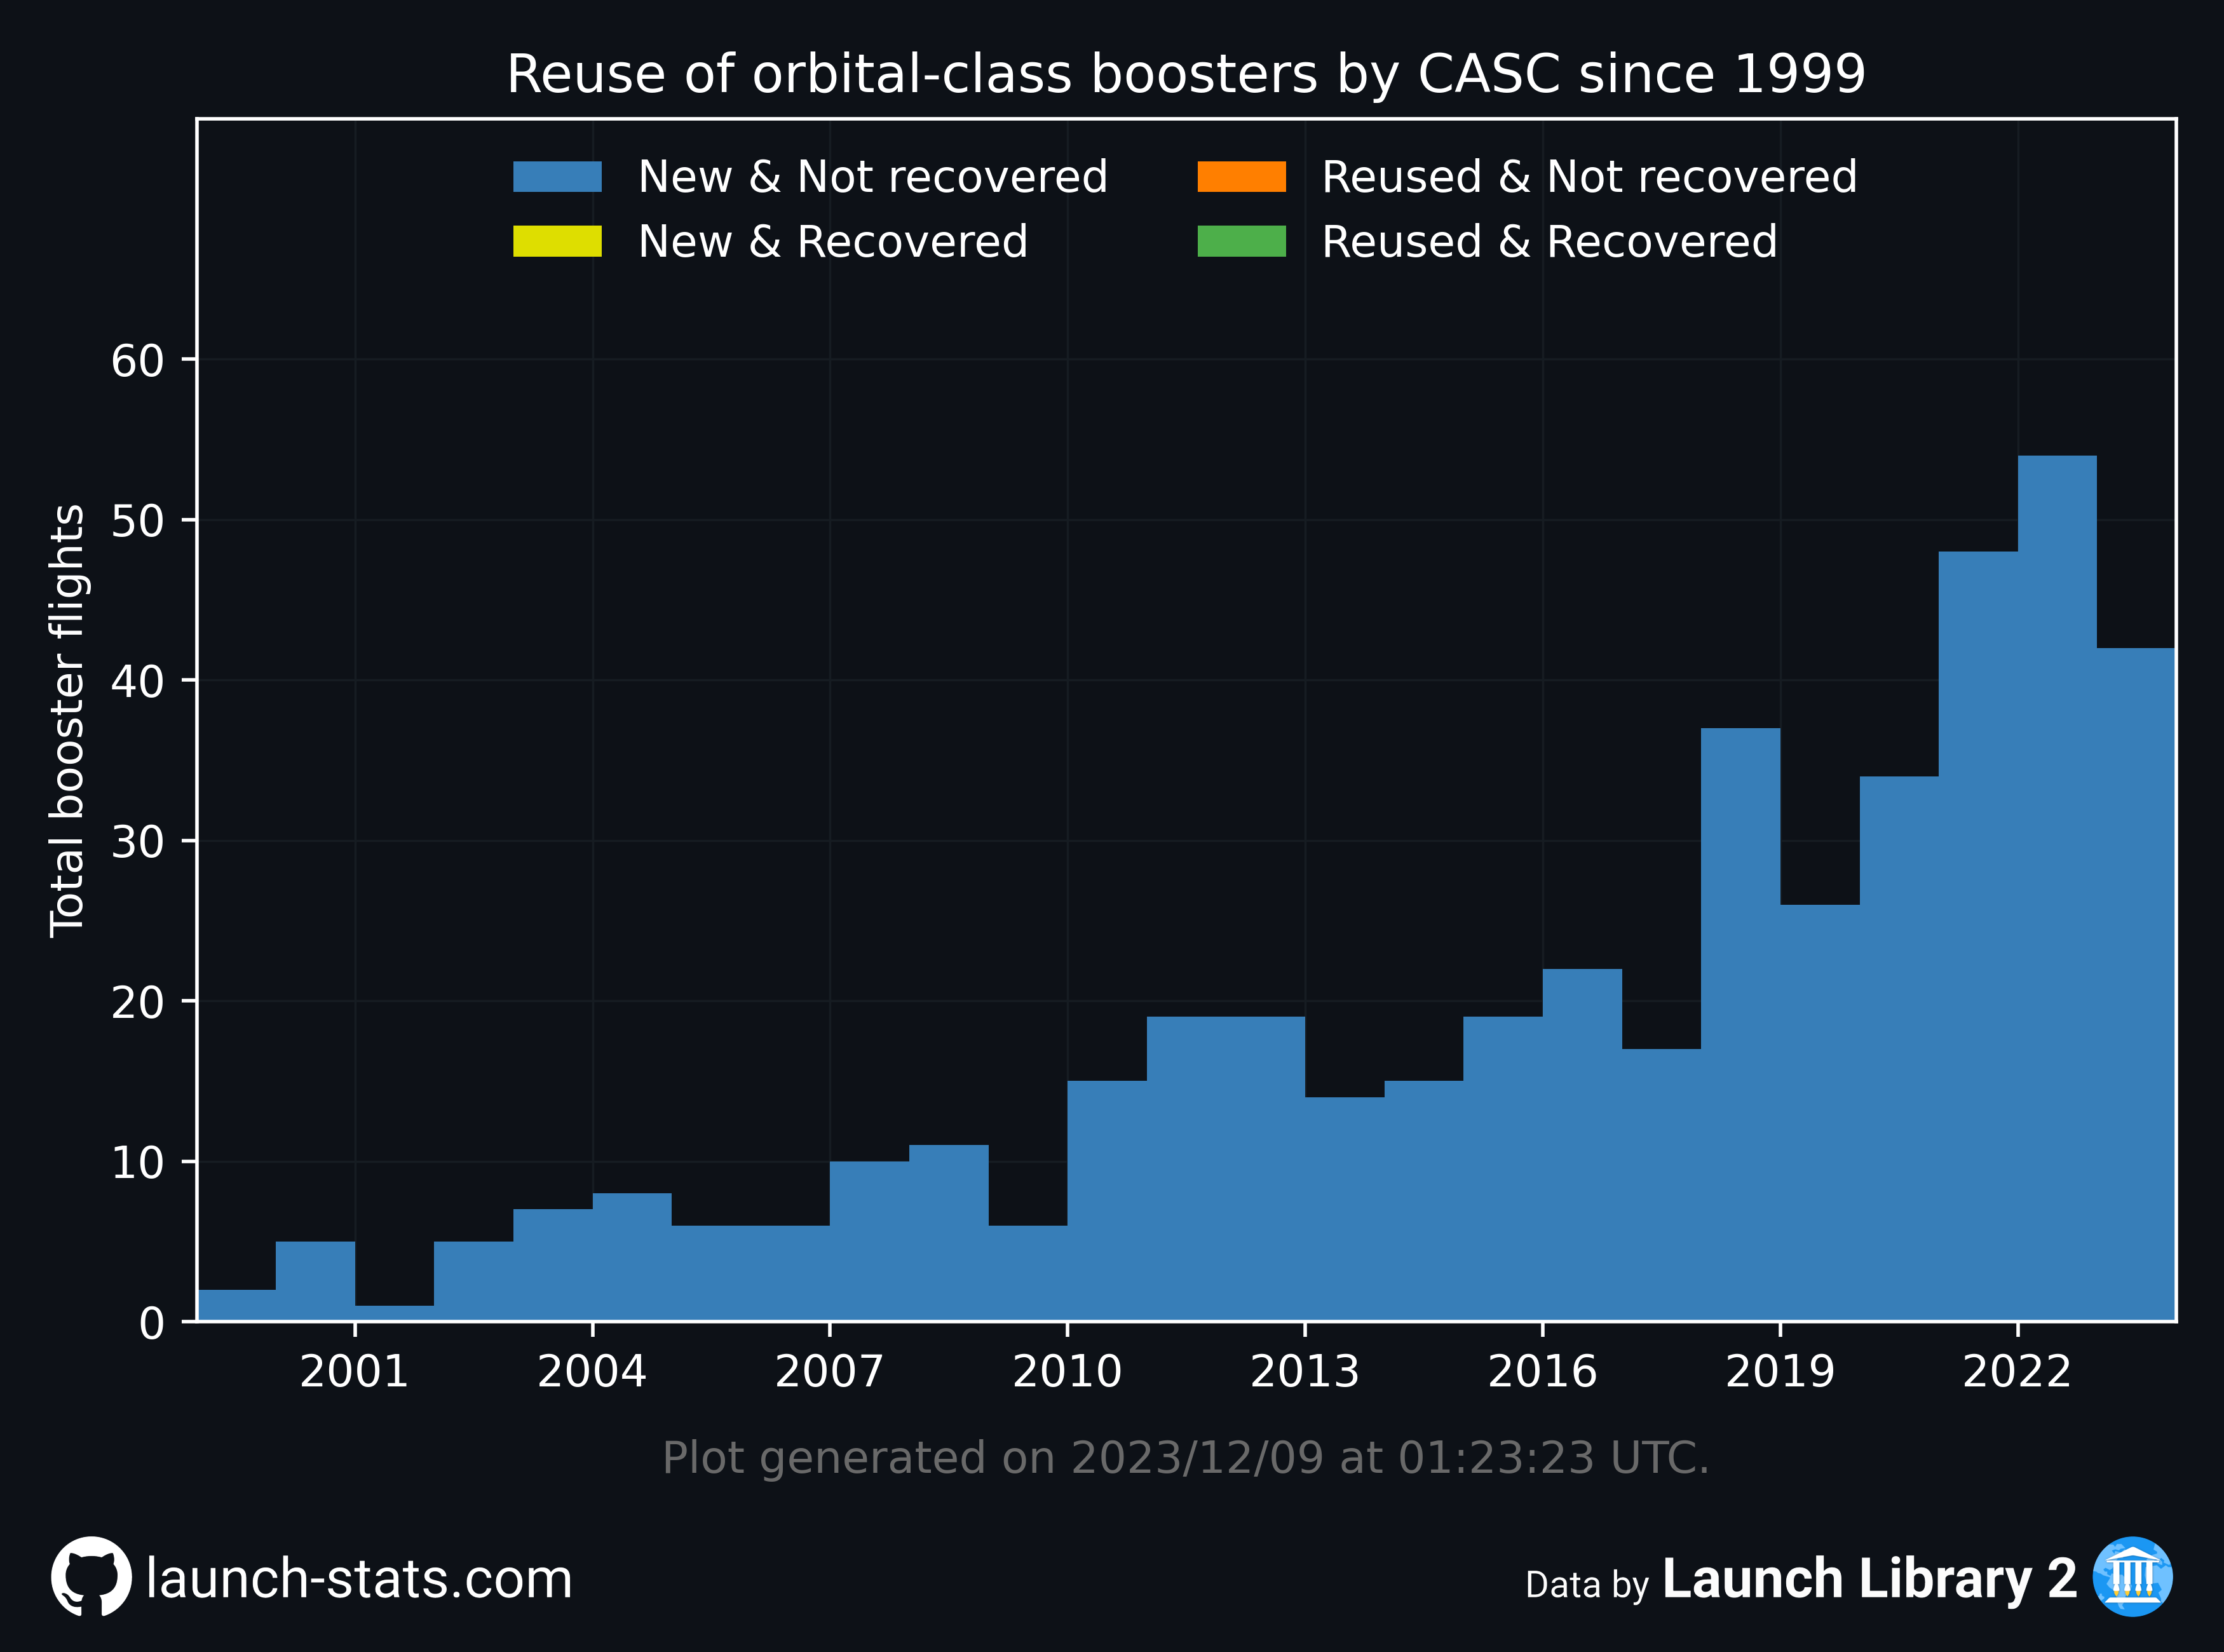 Reuse of orbital-class boosters by CASC since 1999
New & Not recovered
New & Recovered
Reused & Not recovered
Reused & Recovered
Total booster flights
60
50
40
30
20
10
0
2001 2004 2007 2010 2013 2016 2019 2022
Plot generated on 2023/12/09 at 01:23:23 UTC.
launch-stats.com
Data by Launch Library 2